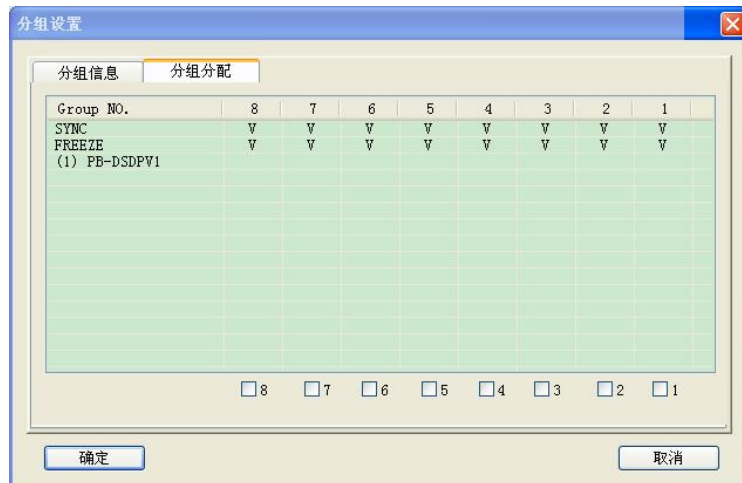 分组设置
分组信息 分组分配
Group NO. 8 7 6 5 4 3 2 1
SYNC V V V V V V V V
FREEZE V V V V V V V V
(1) PB-DSDPV1
8 7 6 5 4 3 2 1
确定 取消